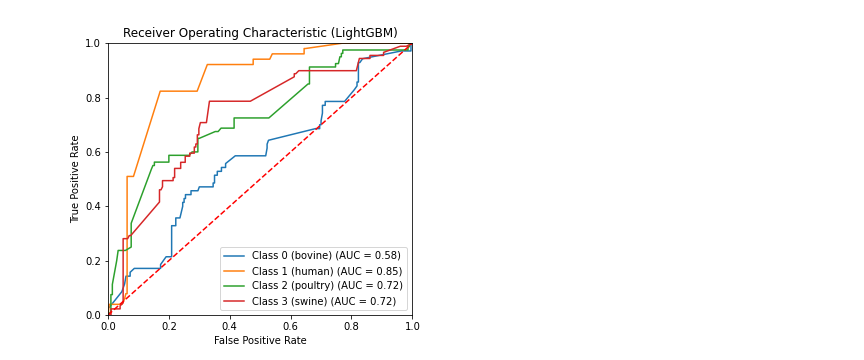 Receiver Operating Characteristic (LightGBM)
1.0
0.8
0.6
0.4
0.2
0.0
True Positive Rate
Class 0 (bovine) (AUC = 0.58)
Class 1 (human) (AUC = 0.85)
Class 2 (poultry) (AUC = 0.72)
Class 3 (swine) (AUC = 0.72)
0.0 0.2 0.4 0.6 0.8 1.0
False Positive Rate